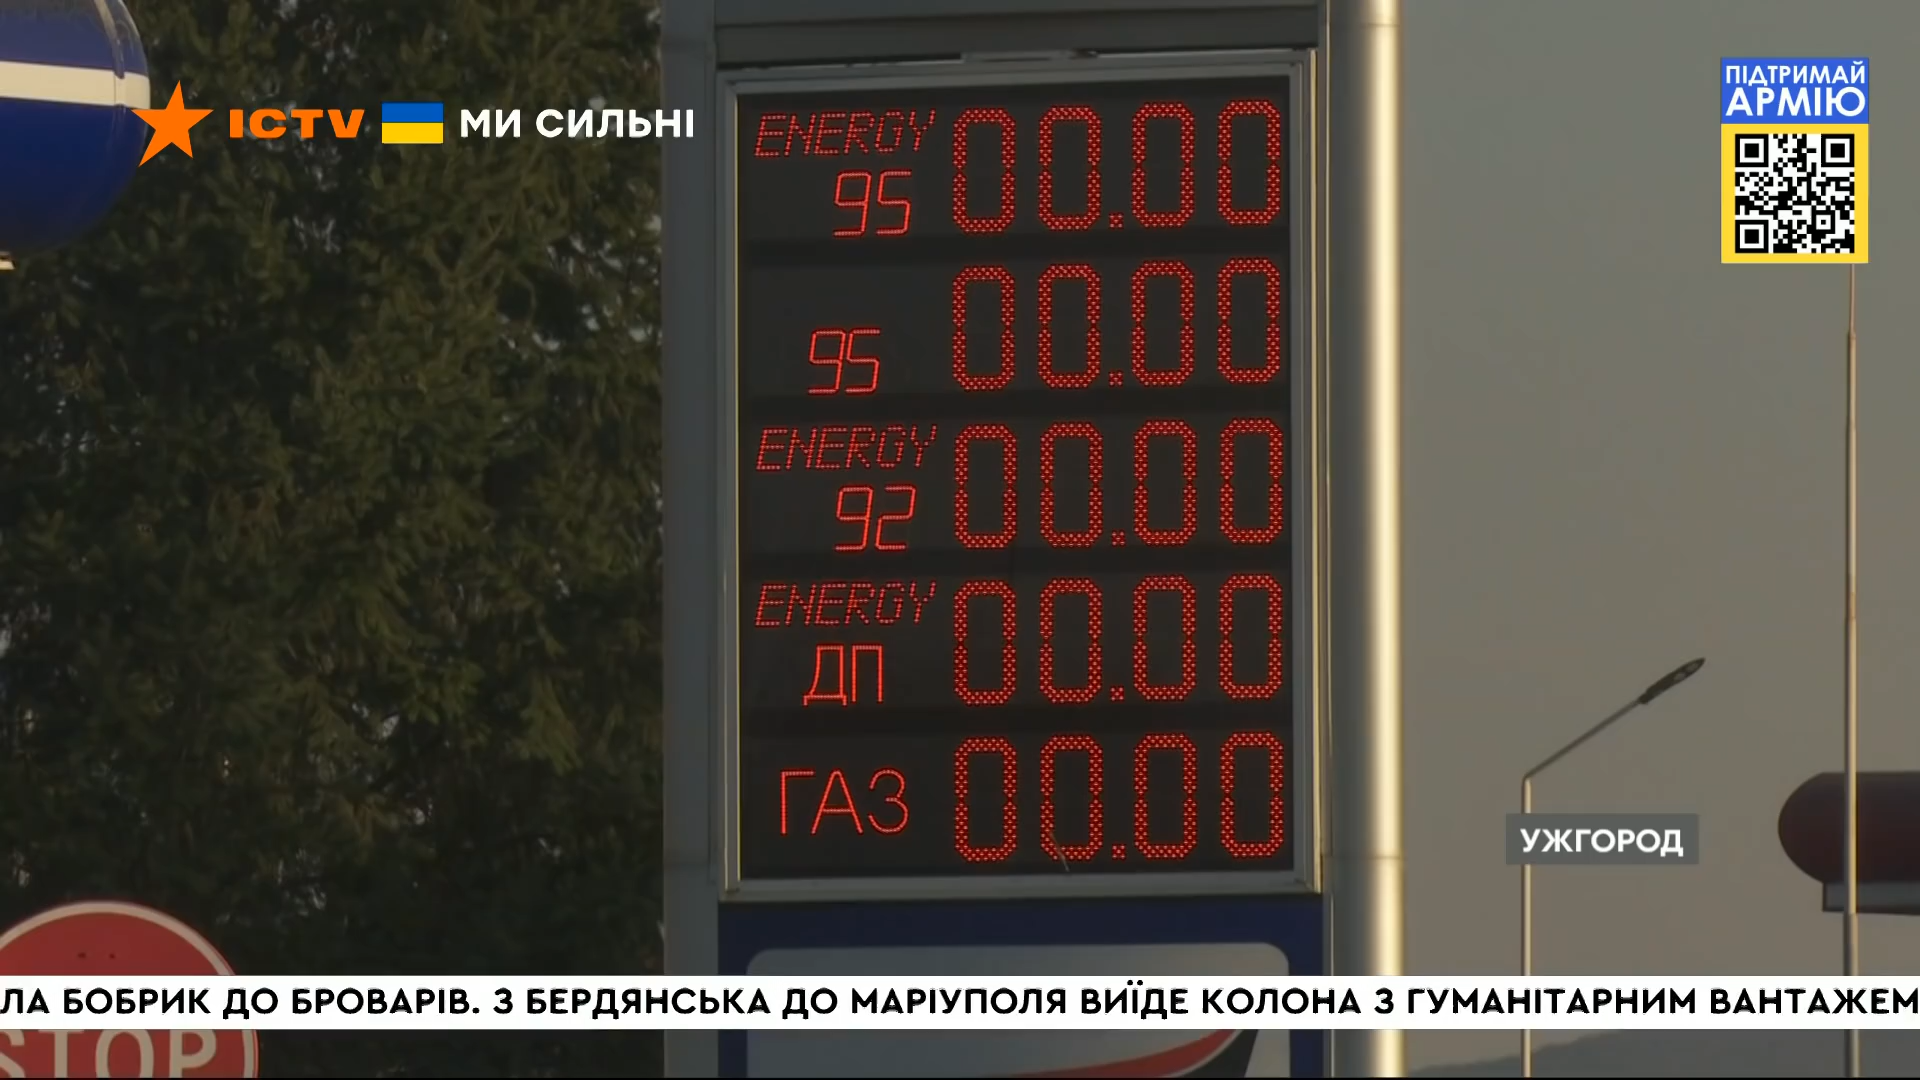 ICTV МИ СИЛЬНІ
ПІДТРИМАЙ
АРМІЮ
ENERGY
95 00.00
95 00.00
ENERGY
92 00.00
ENERGY
ДП 00.00
ГАЗ 00.00
УЖГОРОД
ЛА БОБРИК ДО БРОВАРІВ. З БЕРДЯНСЬКА ДО МАРІУПОЛЯ ВИЇДЕ КОЛОНА З ГУМАНІТАРНИМ ВАНТАЖЕМ
STOP